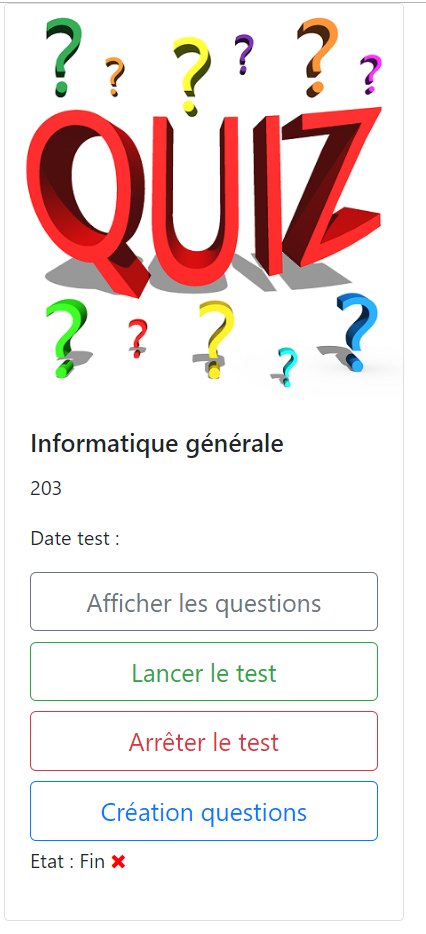 QUIZ
Informatique générale
203
Date test :
Afficher les questions
Lancer le test
Arrêter le test
Création questions
Etat : Fin ✖